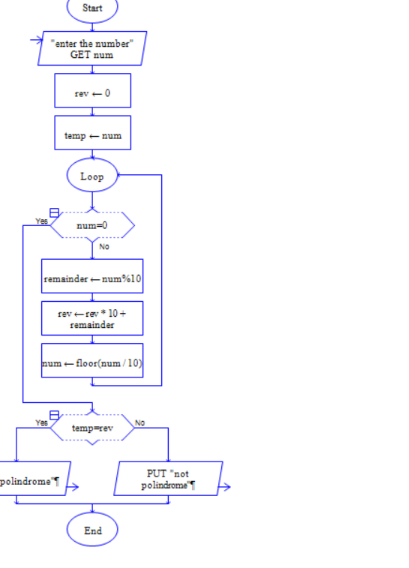 Start
"enter the number"
GET num
rev ← 0
temp ← num
Loop
Yes
num=0
No
remainder ← num%10
rev ← rev * 10 +
remainder
num ← floor(num / 10)
Yes
temp=rev
No
polindrome"¶
PUT "not
polindrome"¶
End